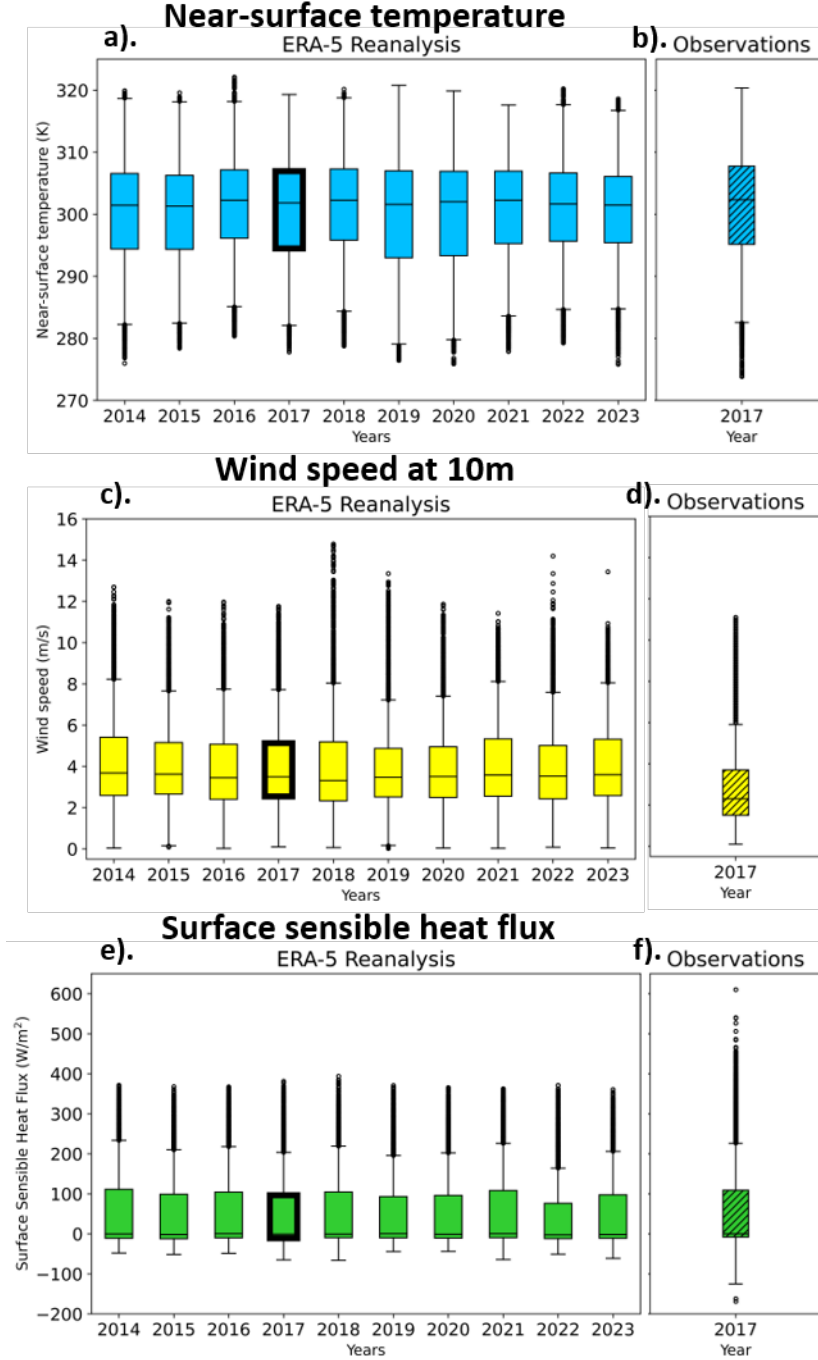 Near-surface temperature
a).
ERA-5 Reanalysis
b).
Observations
Near-surface temperature (K)
320
310
300
290
280
270
2014 2015 2016 2017 2018 2019 2020 2021 2022 2023
Years
2017
Year
Wind speed at 10m
c).
ERA-5 Reanalysis
d).
Observations
Wind speed (m/s)
16
14
12
10
8
6
4
2
0
2014 2015 2016 2017 2018 2019 2020 2021 2022 2023
Years
2017
Year
Surface sensible heat flux
e).
ERA-5 Reanalysis
f).
Observations
Surface Sensible Heat Flux (W/m²)
600
500
400
300
200
100
0
−100
−200
2014 2015 2016 2017 2018 2019 2020 2021 2022 2023
Years
2017
Year